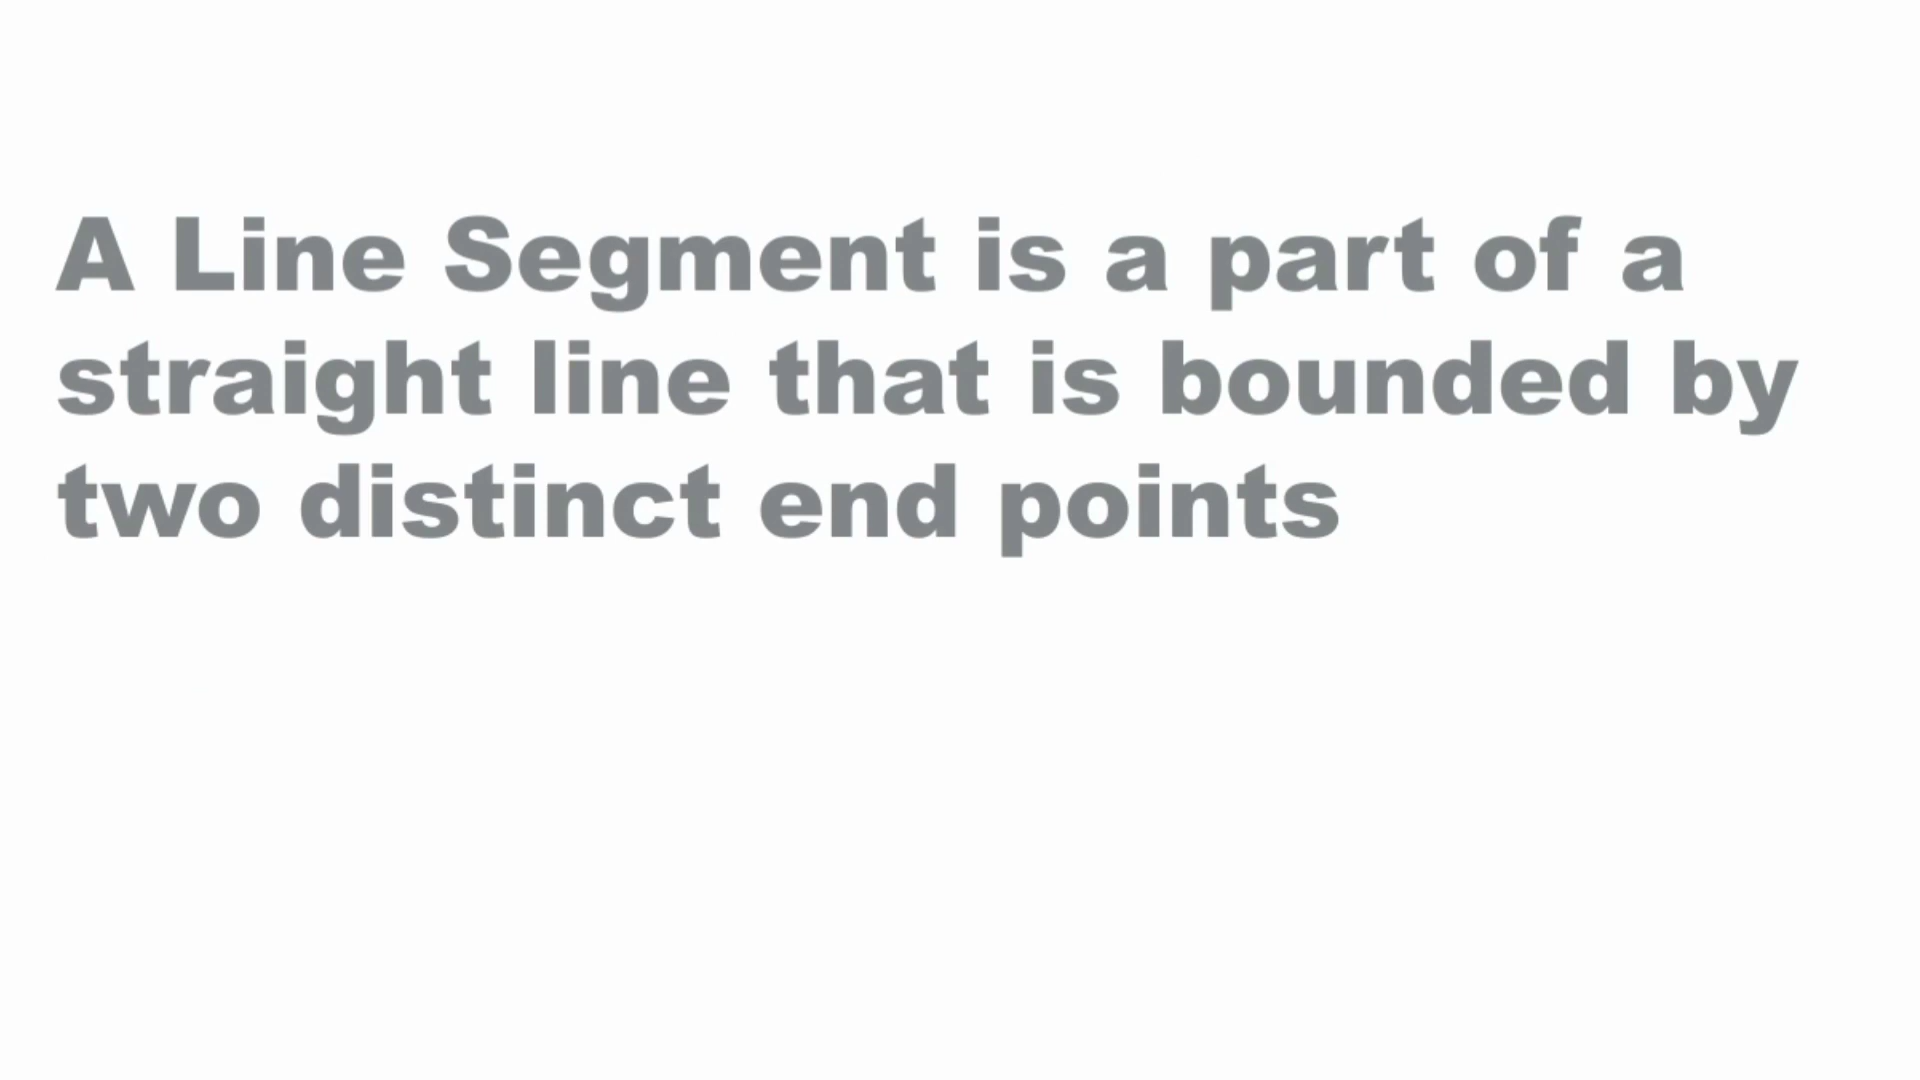 A Line Segment is a part of a
straight line that is bounded by
two distinct end points